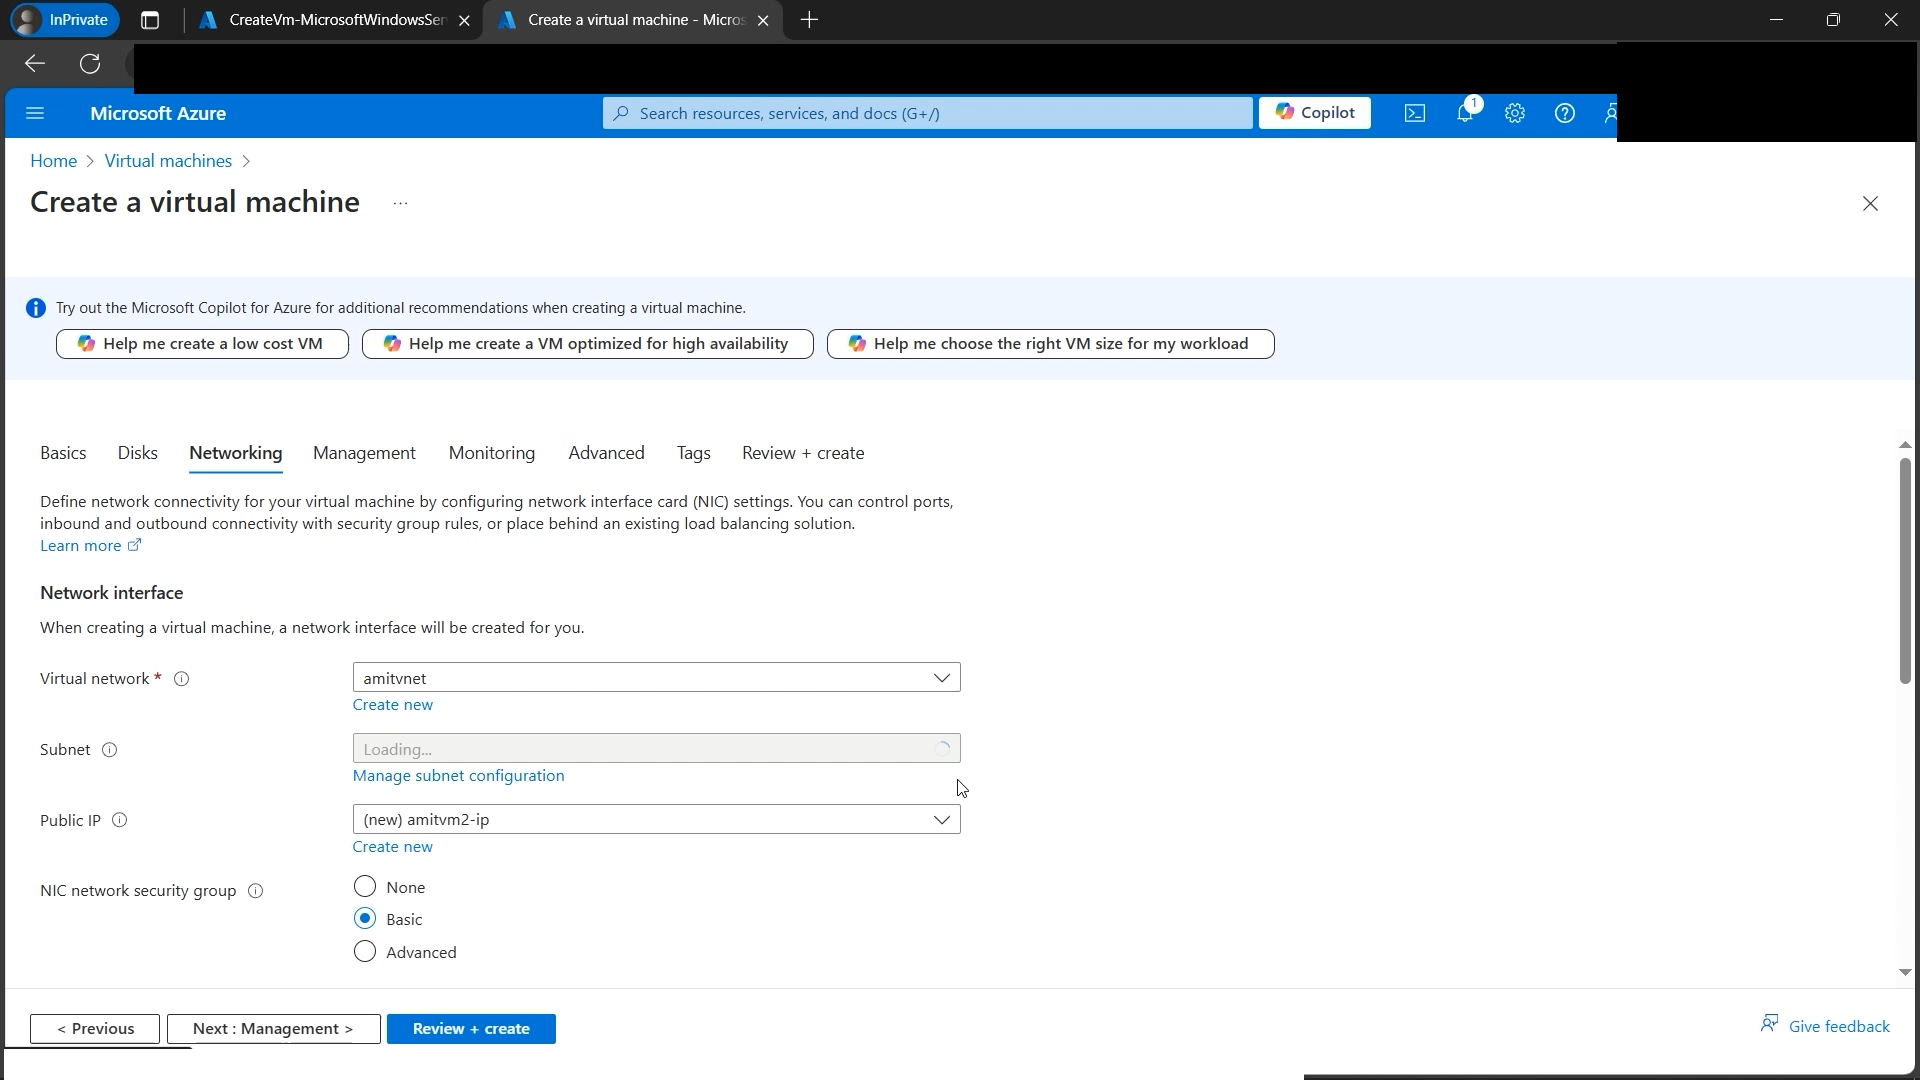 InPrivate
CreateVm-MicrosoftWindowsSer
Create a virtual machine - Micros
Microsoft Azure
Search resources, services, and docs (G+/)
Copilot
1
Home > Virtual machines >
Create a virtual machine ...
Try out the Microsoft Copilot for Azure for additional recommendations when creating a virtual machine.
Help me create a low cost VM
Help me create a VM optimized for high availability
Help me choose the right VM size for my workload
Basics Disks Networking Management Monitoring Advanced Tags Review + create
Define network connectivity for your virtual machine by configuring network interface card (NIC) settings. You can control ports,
inbound and outbound connectivity with security group rules, or place behind an existing load balancing solution.
Learn more
Network interface
When creating a virtual machine, a network interface will be created for you.
Virtual network *
amitvnet
Create new
Subnet
Loading...
Manage subnet configuration
Public IP
(new) amitvm2-ip
Create new
NIC network security group
None
Basic
Advanced
< Previous
Next : Management >
Review + create
Give feedback